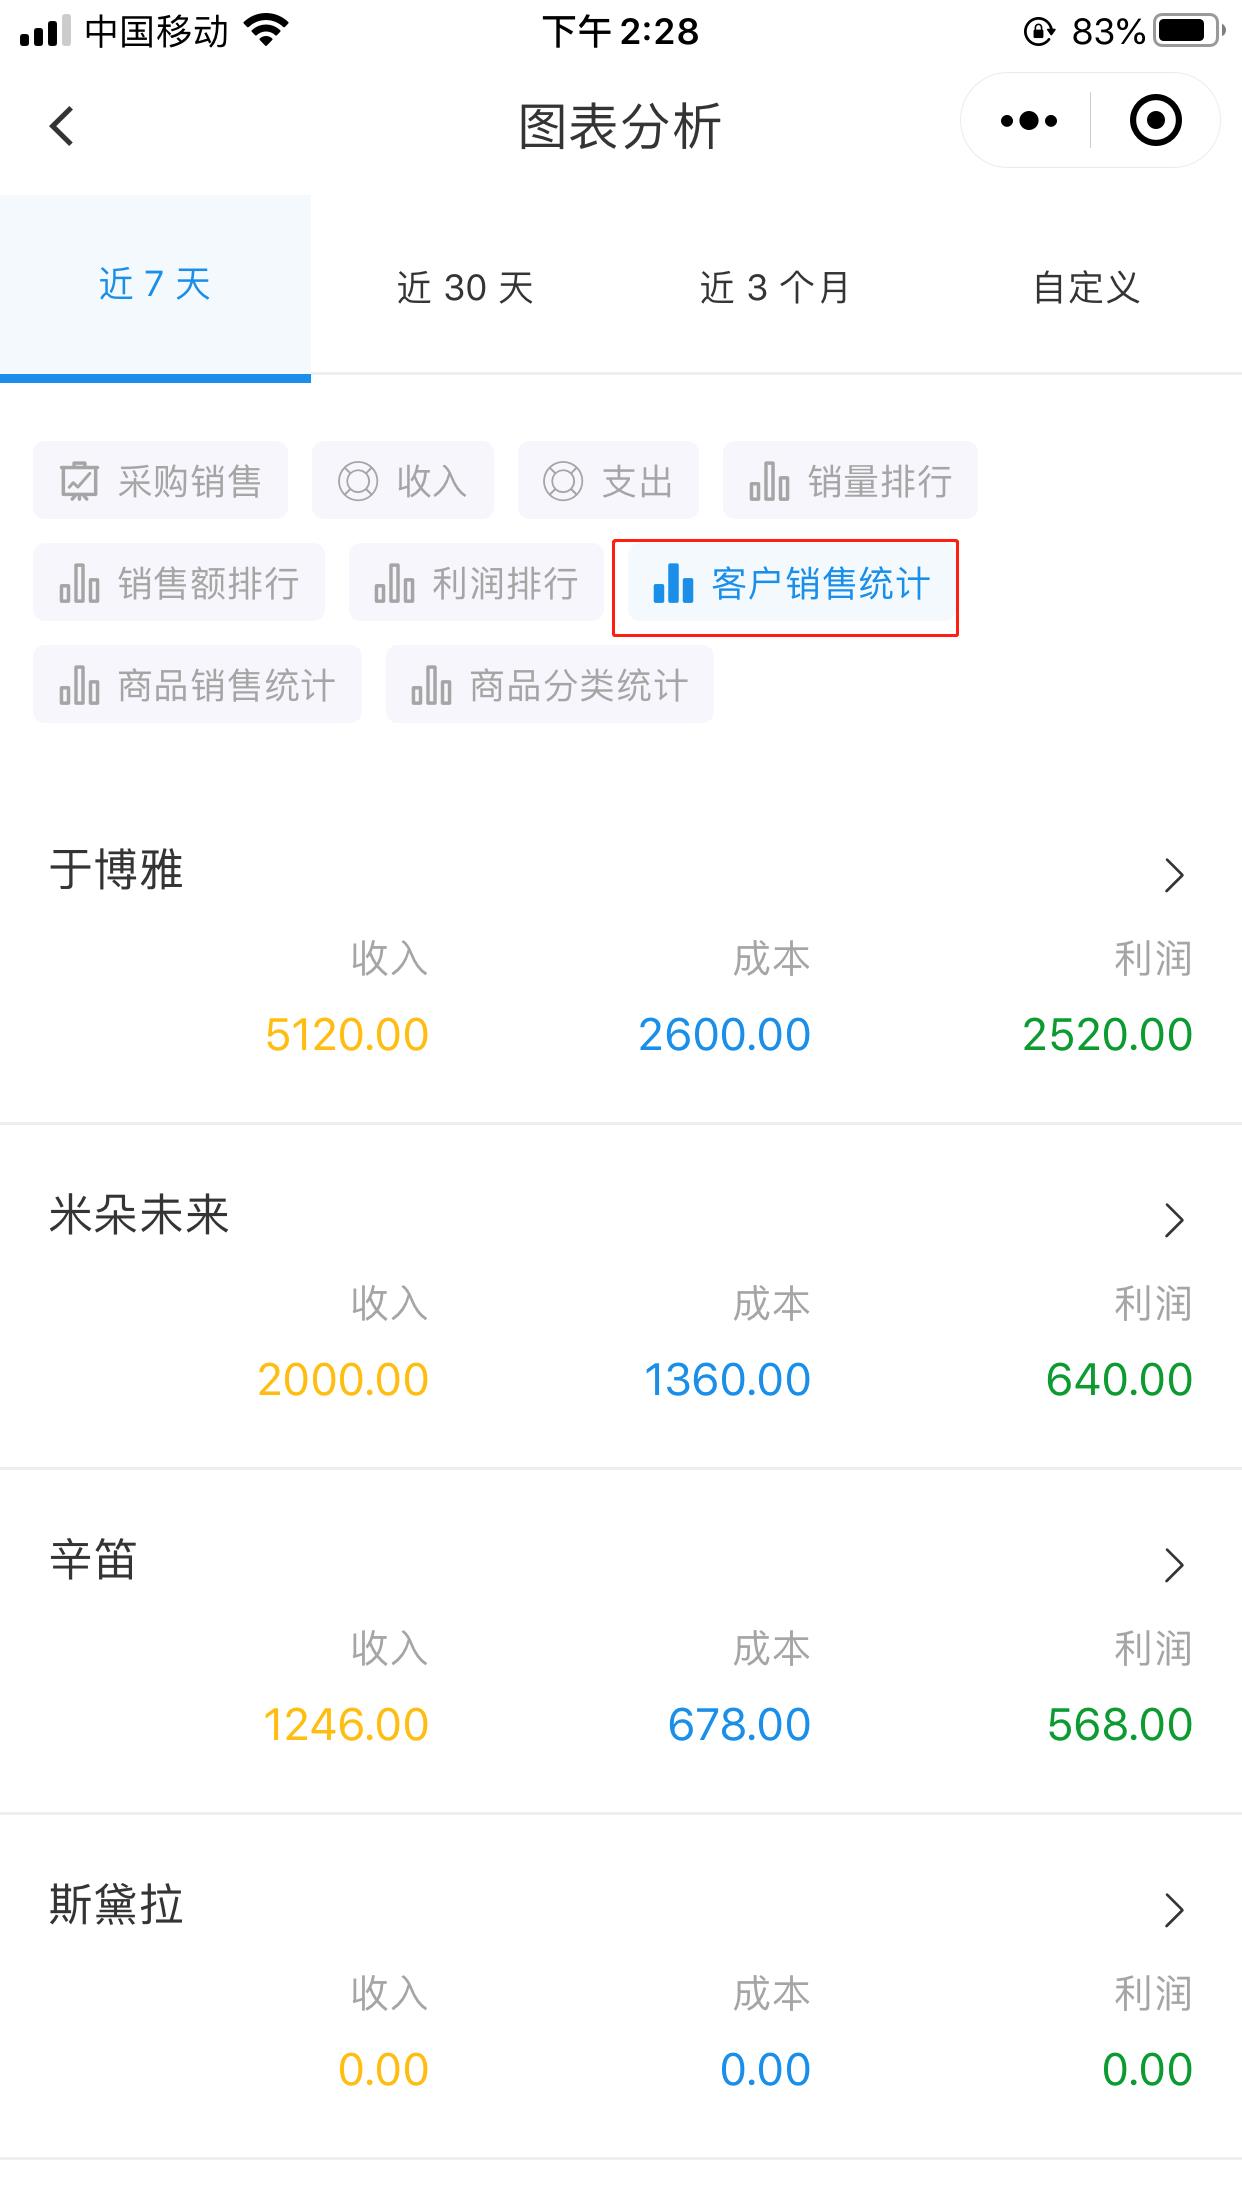 中国移动 下午 2:28 83%
图表分析
近 7 天 近 30 天 近 3 个月 自定义
采购销售 收入 支出 销量排行
销售额排行 利润排行 客户销售统计
商品销售统计 商品分类统计
于博雅
收入 成本 利润
5120.00 2600.00 2520.00
米朵未来
收入 成本 利润
2000.00 1360.00 640.00
辛笛
收入 成本 利润
1246.00 678.00 568.00
斯黛拉
收入 成本 利润
0.00 0.00 0.00